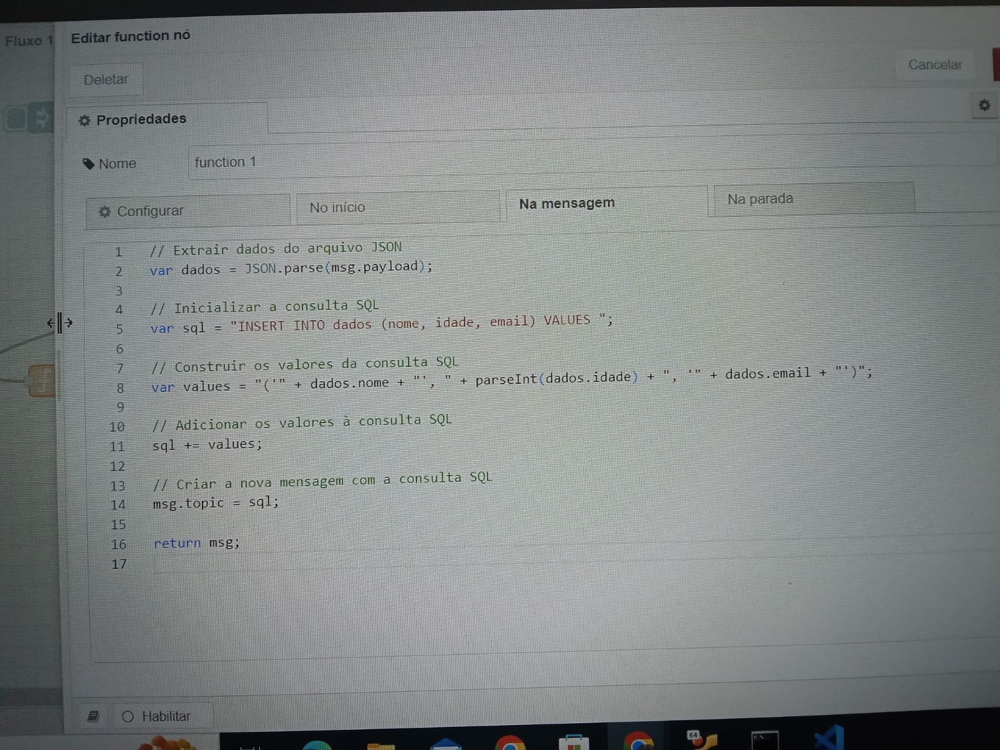 Fluxo 1
Editar function nó
Deletar
Cancelar
Propriedades
Nome
function 1
Configurar
No início
Na mensagem
Na parada
1 // Extrair dados do arquivo JSON
2 var dados = JSON.parse(msg.payload);
3
4 // Inicializar a consulta SQL
5 var sql = "INSERT INTO dados (nome, idade, email) VALUES ";
6
7 // Construir os valores da consulta SQL
8 var values = "('" + dados.nome + "', " + parseInt(dados.idade) + ", '" + dados.email + "')";
9
10 // Adicionar os valores à consulta SQL
11 sql += values;
12
13 // Criar a nova mensagem com a consulta SQL
14 msg.topic = sql;
15
16 return msg;
17
Habilitar
64